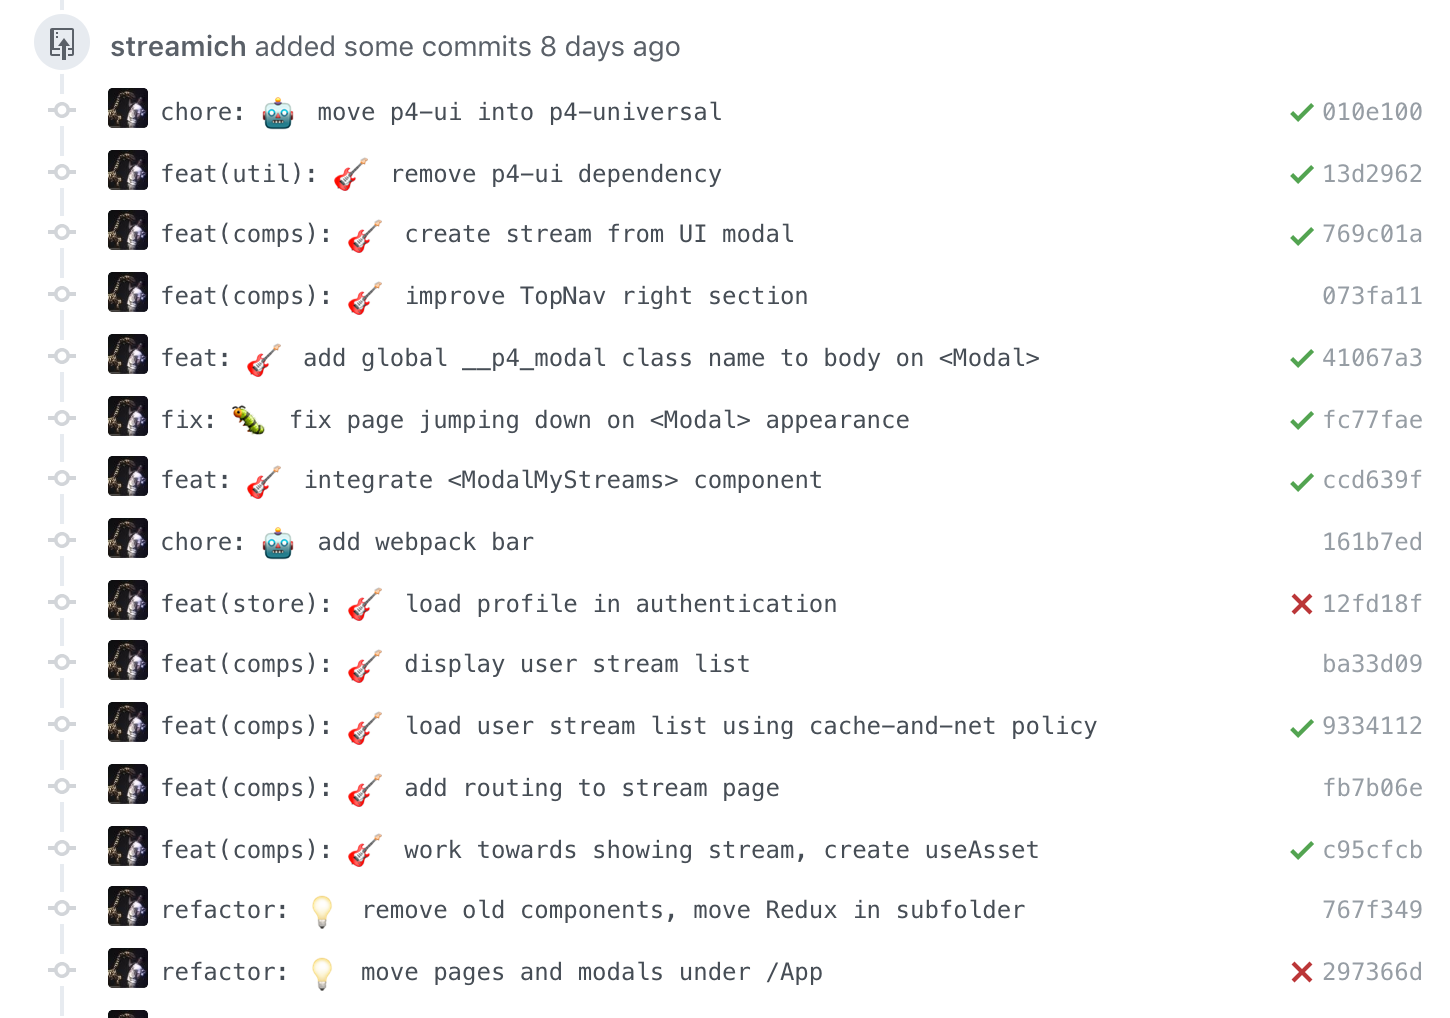 streamich added some commits 8 days ago
chore: 🤖 move p4-ui into p4-universal 010e100
feat(util): 🎸 remove p4-ui dependency 13d2962
feat(comps): 🎸 create stream from UI modal 769c01a
feat(comps): 🎸 improve TopNav right section 073fa11
feat: 🎸 add global __p4_modal class name to body on <Modal> 41067a3
fix: 🐛 fix page jumping down on <Modal> appearance fc77fae
feat: 🎸 integrate <ModalMyStreams> component ccd639f
chore: 🤖 add webpack bar 161b7ed
feat(store): 🎸 load profile in authentication 12fd18f
feat(comps): 🎸 display user stream list ba33d09
feat(comps): 🎸 load user stream list using cache-and-net policy 9334112
feat(comps): 🎸 add routing to stream page fb7b06e
feat(comps): 🎸 work towards showing stream, create useAsset c95cfcb
refactor: 💡 remove old components, move Redux in subfolder 767f349
refactor: 💡 move pages and modals under /App 297366d